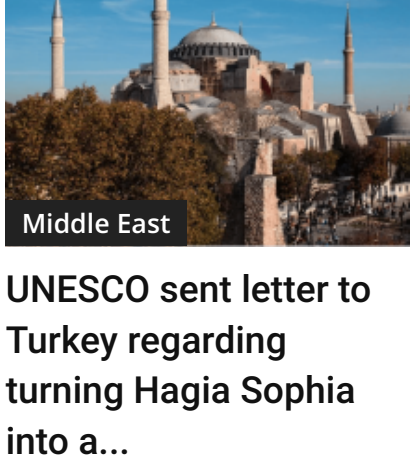 Middle East
UNESCO sent letter to
Turkey regarding
turning Hagia Sophia
into a...